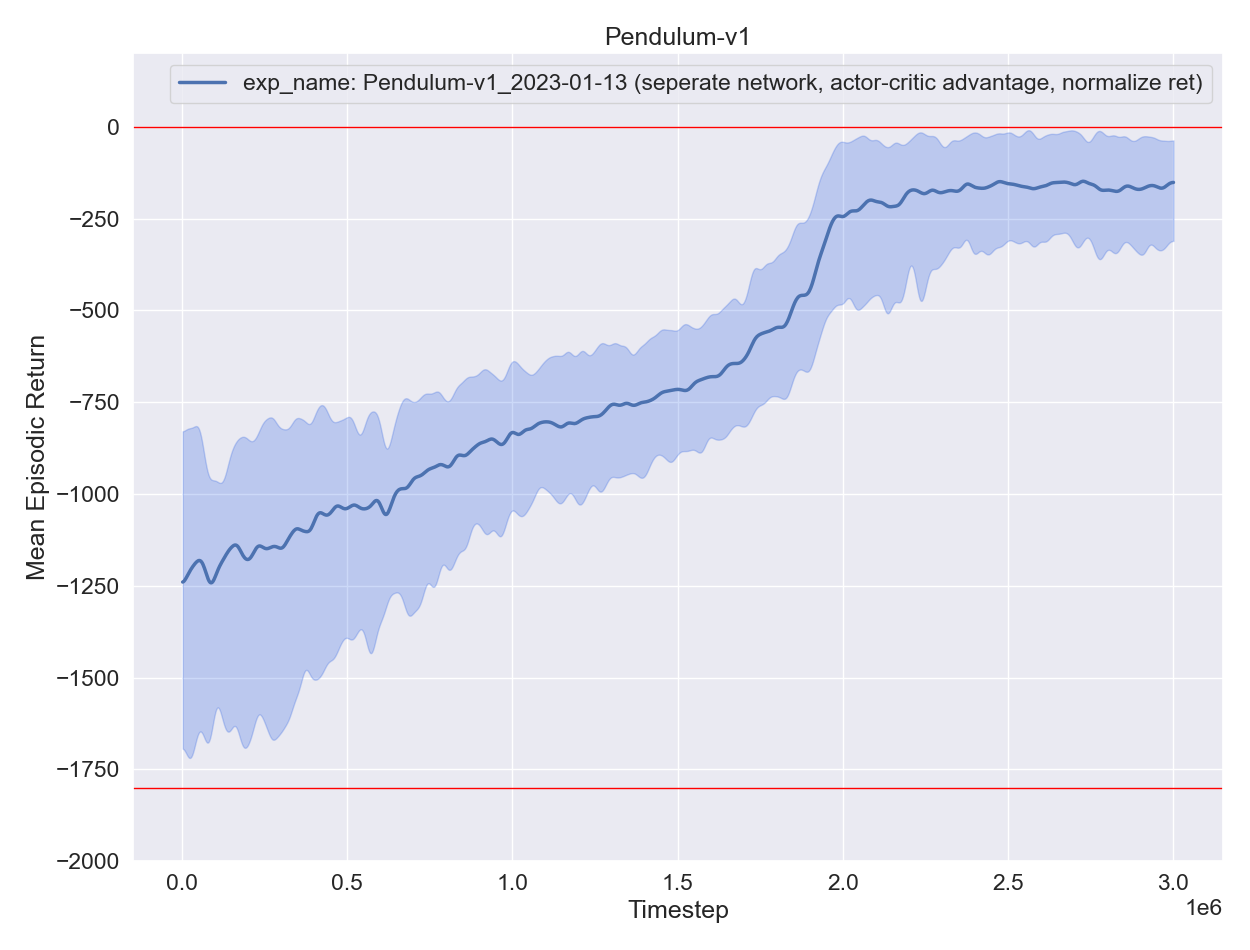 Pendulum-v1
exp_name: Pendulum-v1_2023-01-13 (seperate network, actor-critic advantage, normalize ret)
Mean Episodic Return
0
−250
−500
−750
−1000
−1250
−1500
−1750
−2000
0.0 0.5 1.0 1.5 2.0 2.5 3.0
1e6
Timestep